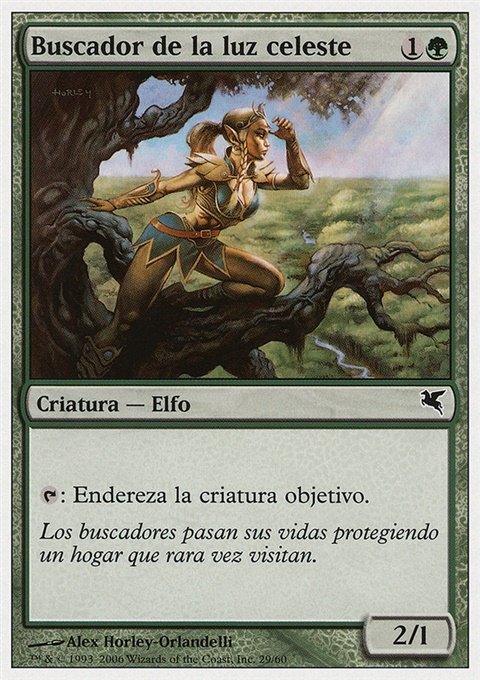 Buscador de la luz celeste 1
HORLEY
Criatura — Elfo
: Endereza la criatura objetivo.
Los buscadores pasan sus vidas protegiendo
un hogar que rara vez visitan.
Alex Horley-Orlandelli
2/1
™ & © 1993–2006 Wizards of the Coast, Inc. 29/60